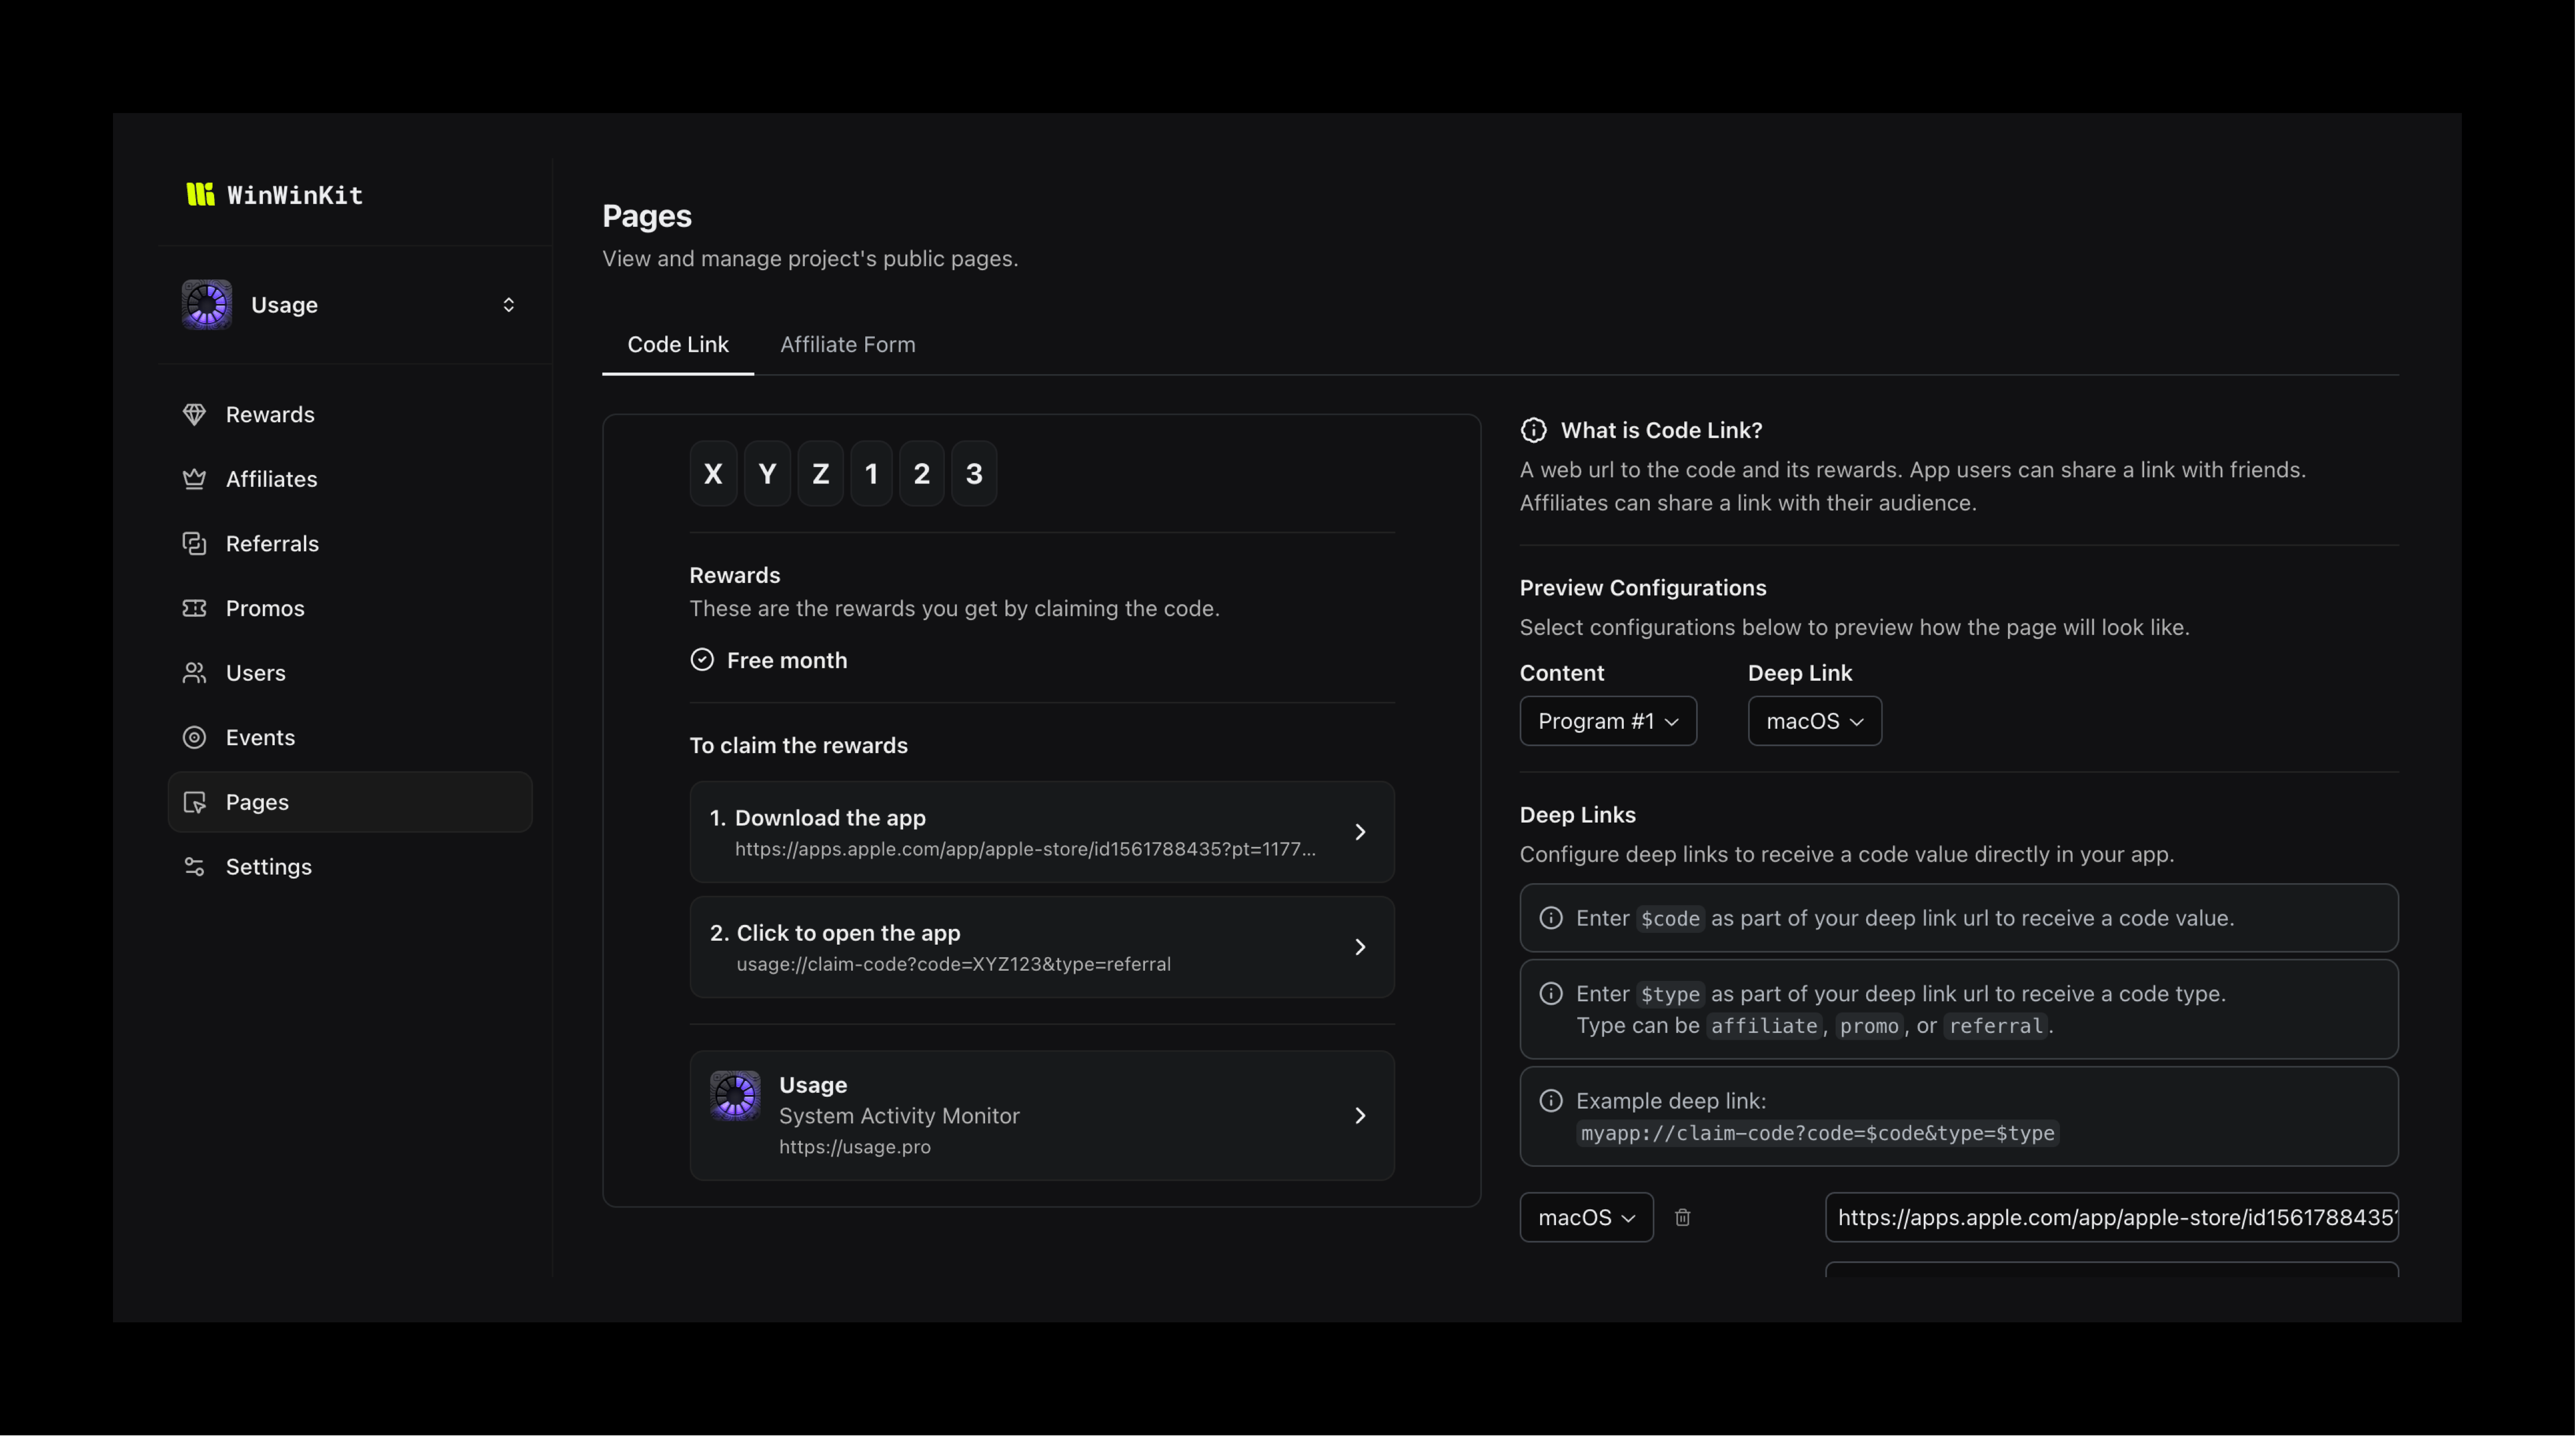 WinWinKit
Usage
Rewards
Affiliates
Referrals
Promos
Users
Events
Pages
Settings
Pages
View and manage project's public pages.
Code Link
Affiliate Form
X Y Z 1 2 3
Rewards
These are the rewards you get by claiming the code.
Free month
To claim the rewards
1. Download the app
https://apps.apple.com/app/apple-store/id1561788435?pt=1177...
2. Click to open the app
usage://claim-code?code=XYZ123&type=referral
Usage
System Activity Monitor
https://usage.pro
What is Code Link?
A web url to the code and its rewards. App users can share a link with friends.
Affiliates can share a link with their audience.
Preview Configurations
Select configurations below to preview how the page will look like.
Content
Deep Link
Program #1
macOS
Deep Links
Configure deep links to receive a code value directly in your app.
Enter $code as part of your deep link url to receive a code value.
Enter $type as part of your deep link url to receive a code type.
Type can be affiliate, promo, or referral.
Example deep link:
myapp://claim-code?code=$code&type=$type
macOS
https://apps.apple.com/app/apple-store/id1561788435?